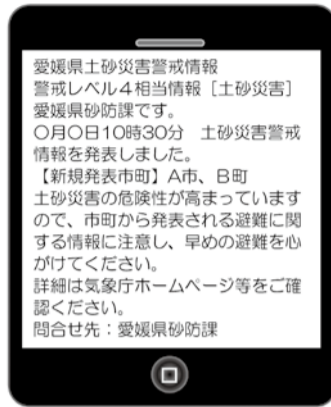 愛媛県土砂災害警戒情報
警戒レベル4相当情報［土砂災害］
愛媛県砂防課です。
〇月〇日10時30分　土砂災害警戒
情報を発表しました。
【新規発表市町】A市、B町
土砂災害の危険性が高まっています
ので、市町から発表される避難に関
する情報に注意し、早めの避難を心
がけてください。
詳細は気象庁ホームページ等をご確
認ください。
問合せ先：愛媛県砂防課